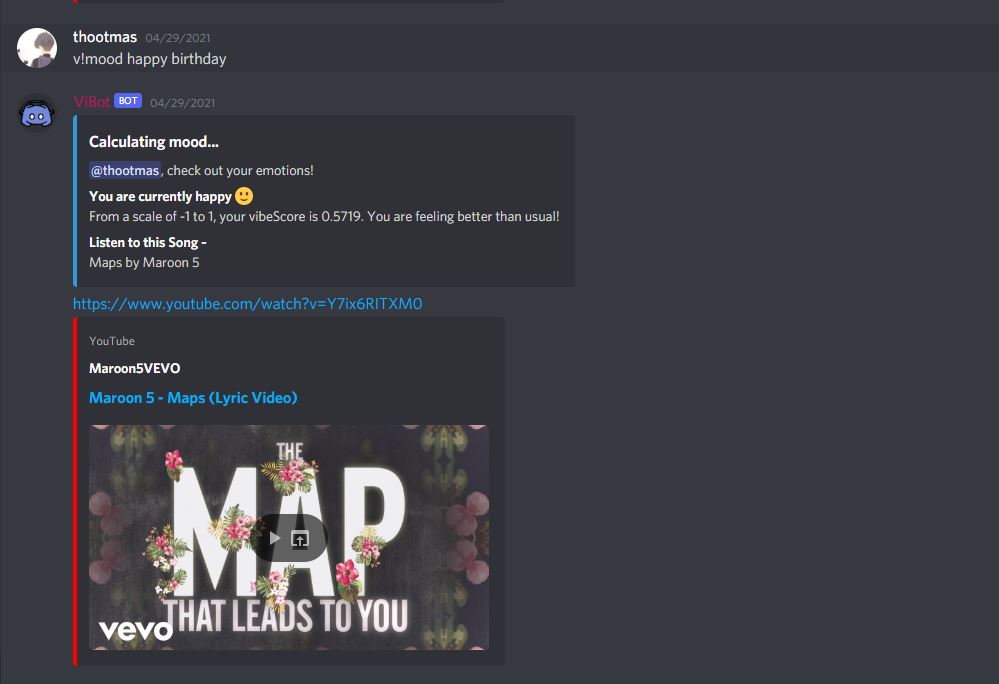 thootmas 04/29/2021
v!mood happy birthday
ViBot BOT 04/29/2021
Calculating mood...
@thootmas, check out your emotions!
You are currently happy 🙂
From a scale of -1 to 1, your vibeScore is 0.5719. You are feeling better than usual!
Listen to this Song ~
Maps by Maroon 5
https://www.youtube.com/watch?v=Y7ix6RITXM0
YouTube
Maroon5VEVO
Maroon 5 - Maps (Lyric Video)
THE
MAP
THAT LEADS TO YOU
vevo